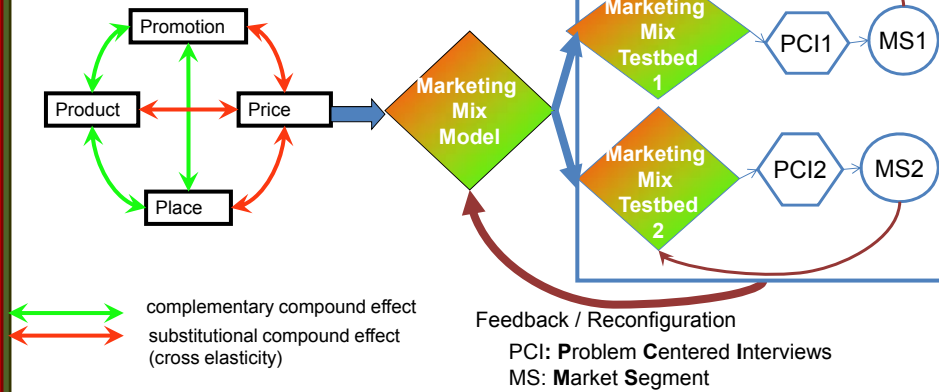 Promotion
Product
Price
Place
Marketing
Mix
Model
Marketing
Mix
Testbed
1
PCI1
MS1
Marketing
Mix
Testbed
2
PCI2
MS2
complementary compound effect
substitutional compound effect
(cross elasticity)
Feedback / Reconfiguration
PCI: Problem Centered Interviews
MS: Market Segment